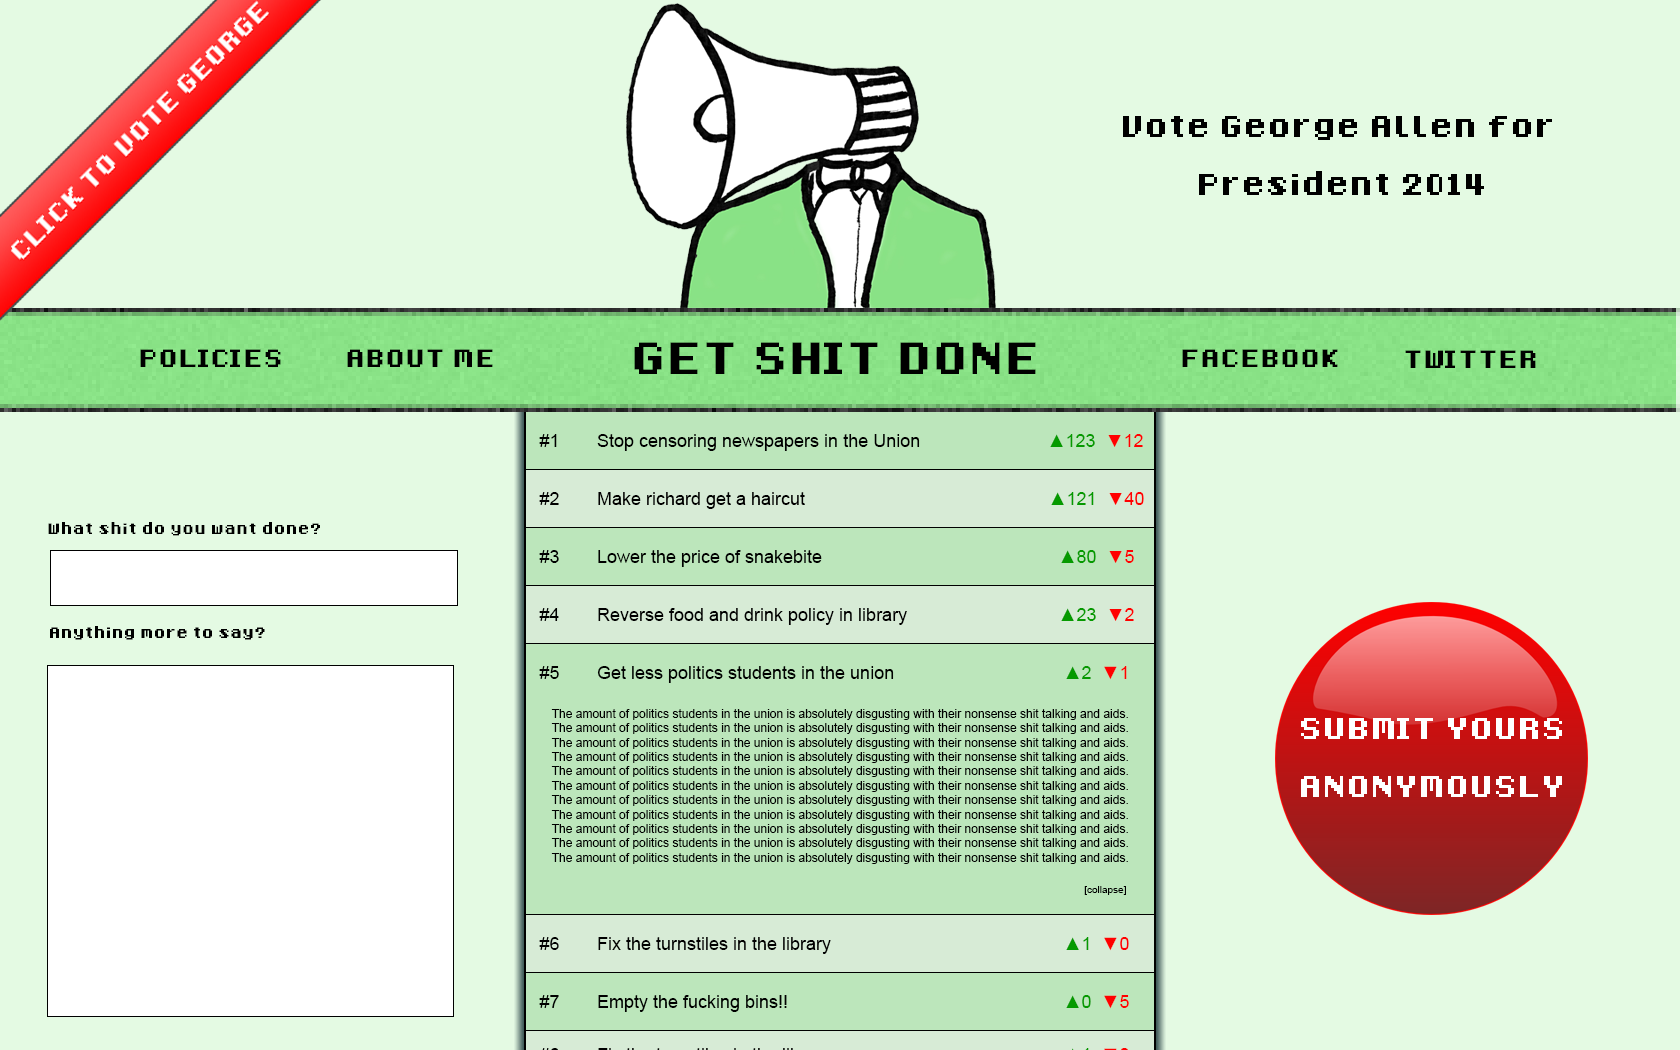 CLICK TO VOTE GEORGE
Vote George Allen for
President 2014
POLICIES ABOUT ME GET SHIT DONE FACEBOOK TWITTER
#1 Stop censoring newspapers in the Union ▲123 ▼12
#2 Make richard get a haircut ▲121 ▼40
What shit do you want done?
#3 Lower the price of snakebite ▲80 ▼5
#4 Reverse food and drink policy in library ▲23 ▼2
Anything more to say?
#5 Get less politics students in the union ▲2 ▼1
The amount of politics students in the union is absolutely disgusting with their nonsense shit talking and aids.
The amount of politics students in the union is absolutely disgusting with their nonsense shit talking and aids.
The amount of politics students in the union is absolutely disgusting with their nonsense shit talking and aids.
The amount of politics students in the union is absolutely disgusting with their nonsense shit talking and aids.
The amount of politics students in the union is absolutely disgusting with their nonsense shit talking and aids.
The amount of politics students in the union is absolutely disgusting with their nonsense shit talking and aids.
The amount of politics students in the union is absolutely disgusting with their nonsense shit talking and aids.
The amount of politics students in the union is absolutely disgusting with their nonsense shit talking and aids.
The amount of politics students in the union is absolutely disgusting with their nonsense shit talking and aids.
The amount of politics students in the union is absolutely disgusting with their nonsense shit talking and aids.
The amount of politics students in the union is absolutely disgusting with their nonsense shit talking and aids.
[collapse]
SUBMIT YOURS
ANONYMOUSLY
#6 Fix the turnstiles in the library ▲1 ▼0
#7 Empty the fucking bins!! ▲0 ▼5